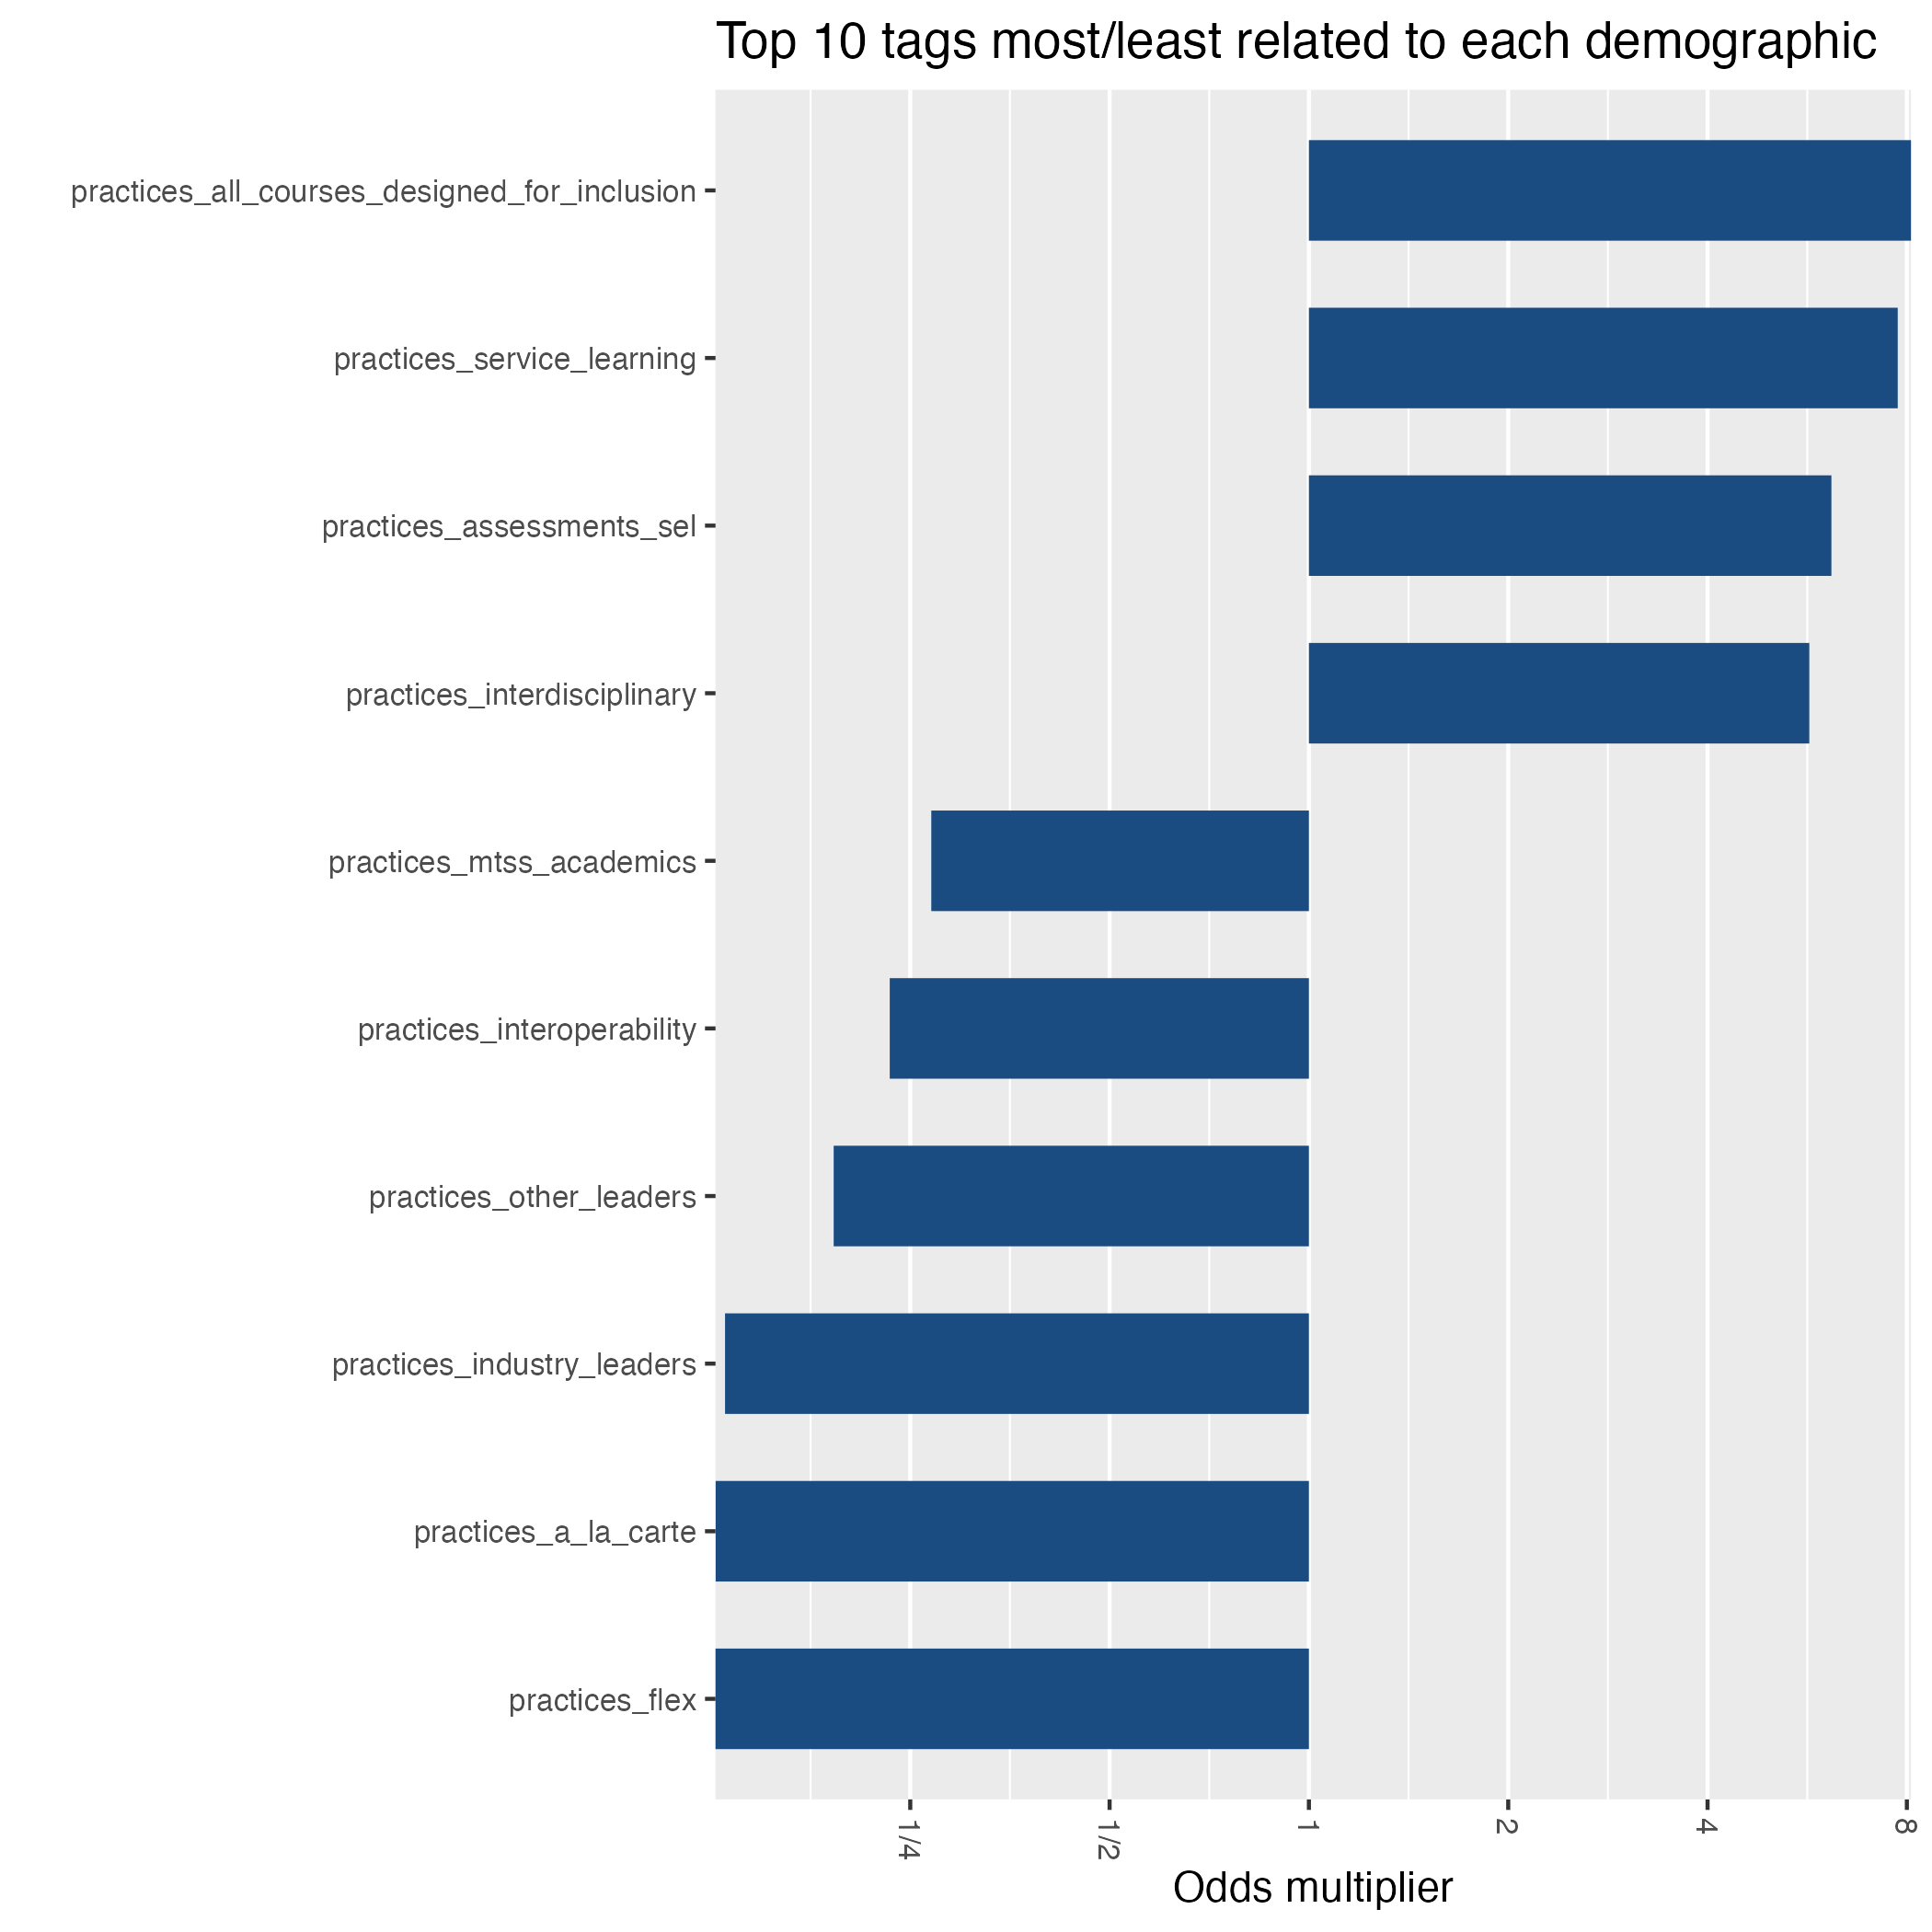 Top 10 tags most/least related to each demographic
practices_all_courses_designed_for_inclusion
practices_service_learning
practices_assessments_sel
practices_interdisciplinary
practices_mtss_academics
practices_interoperability
practices_other_leaders
practices_industry_leaders
practices_a_la_carte
practices_flex
1/4 1/2 1 2 4 8
Odds multiplier